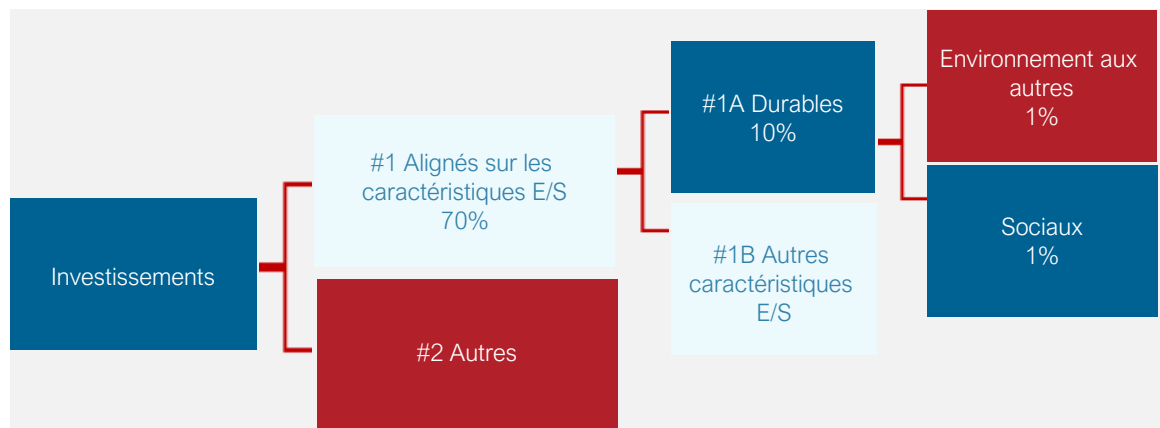 Investissements
#1 Alignés sur les
caractéristiques E/S
70%
#2 Autres
#1A Durables
10%
#1B Autres
caractéristiques
E/S
Environnement aux
autres
1%
Sociaux
1%